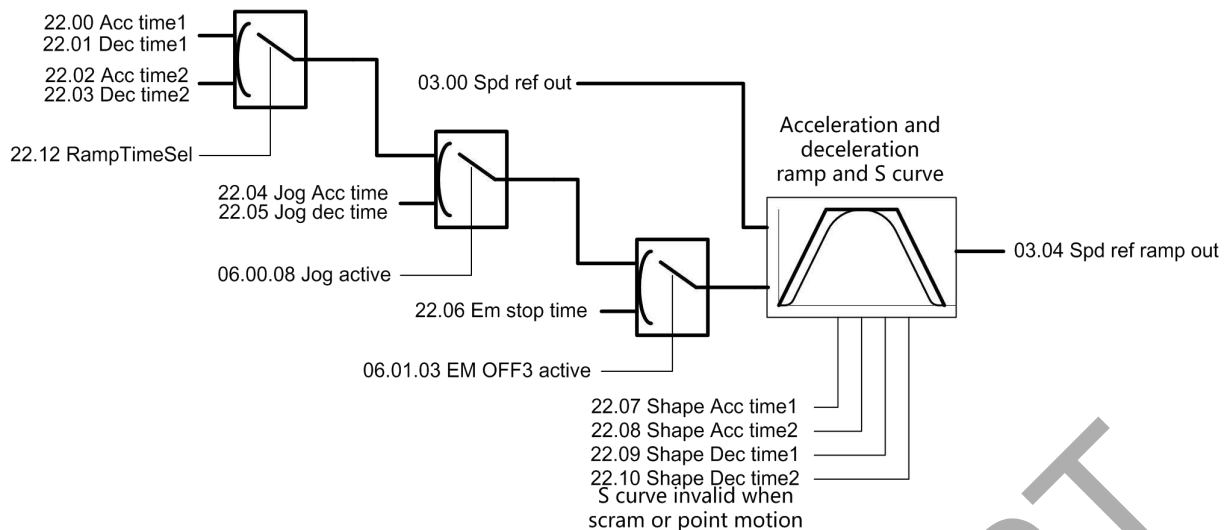 22.00 Acc time1
22.01 Dec time1
22.02 Acc time2
22.03 Dec time2
22.12 RampTimeSel
03.00 Spd ref out
22.04 Jog Acc time
22.05 Jog dec time
06.00.08 Jog active
22.06 Em stop time
06.01.03 EM OFF3 active
Acceleration and
deceleration
ramp and S curve
03.04 Spd ref ramp out
22.07 Shape Acc time1
22.08 Shape Acc time2
22.09 Shape Dec time1
22.10 Shape Dec time2
S curve invalid when
scram or point motion